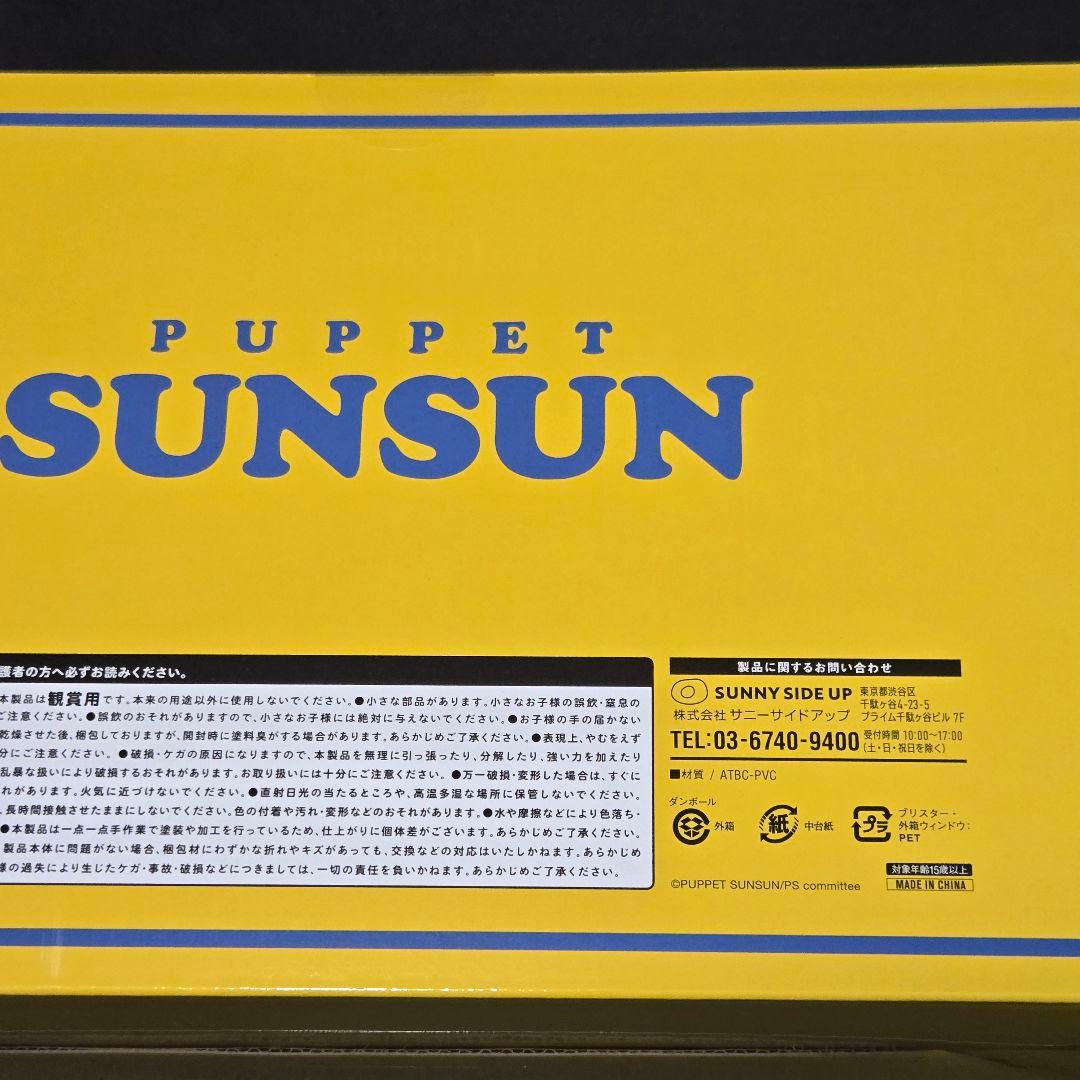 PUPPET
SUNSUN
護者の方へ必ずお読みください。
本製品は観賞用です。本来の用途以外に使用しないでください。●小さな部品があります。小さなお子様の誤飲・窒息の
ご注意ください。●誤飲のおそれがありますので、小さなお子様には絶対に与えないでください。●お子様の手の届かない
乾燥させた後、梱包しておりますが、開封時に塗料臭がする場合があります。あらかじめご了承ください。●表現上、やむをえず
分にご注意ください。●破損・ケガの原因になりますので、本製品を無理に引っ張ったり、分解したり、強い力を加えたり
乱暴な扱いにより破損するおそれがあります。お取り扱いには十分にご注意ください。●万一破損・変形した場合は、すぐに
れがあります。火気に近づけないでください。●直射日光の当たるところや、高温多湿な場所に保管しないでください。
、長時間接触させたままにしないでください。色の付着や汚れ・変形などのおそれがあります。●水や摩擦などにより色落ち・
●本製品は一点一点手作業で塗装や加工を行っているため、仕上がりに個体差がございます。あらかじめご了承ください。
製品本体に問題がない場合、梱包材にわずかな折れやキズがあっても、交換などの対応はいたしかねます。あらかじめ
様の過失により生じたケガ・事故・破損などにつきましては、一切の責任を負いかねます。あらかじめご了承ください。
製品に関するお問い合わせ
SUNNY SIDE UP
株式会社 サニーサイドアップ
東京都渋谷区
千駄ヶ谷4-23-5
プライム千駄ヶ谷ビル 7F
TEL:03-6740-9400
受付時間 10:00〜17:00
(土・日・祝日を除く)
■材質 / ATBC-PVC
ダンボール
外箱
紙
中台紙
プラ
ブリスター・
外箱ウィンドウ:
PET
©PUPPET SUNSUN/PS committee
対象年齢15歳以上
MADE IN CHINA